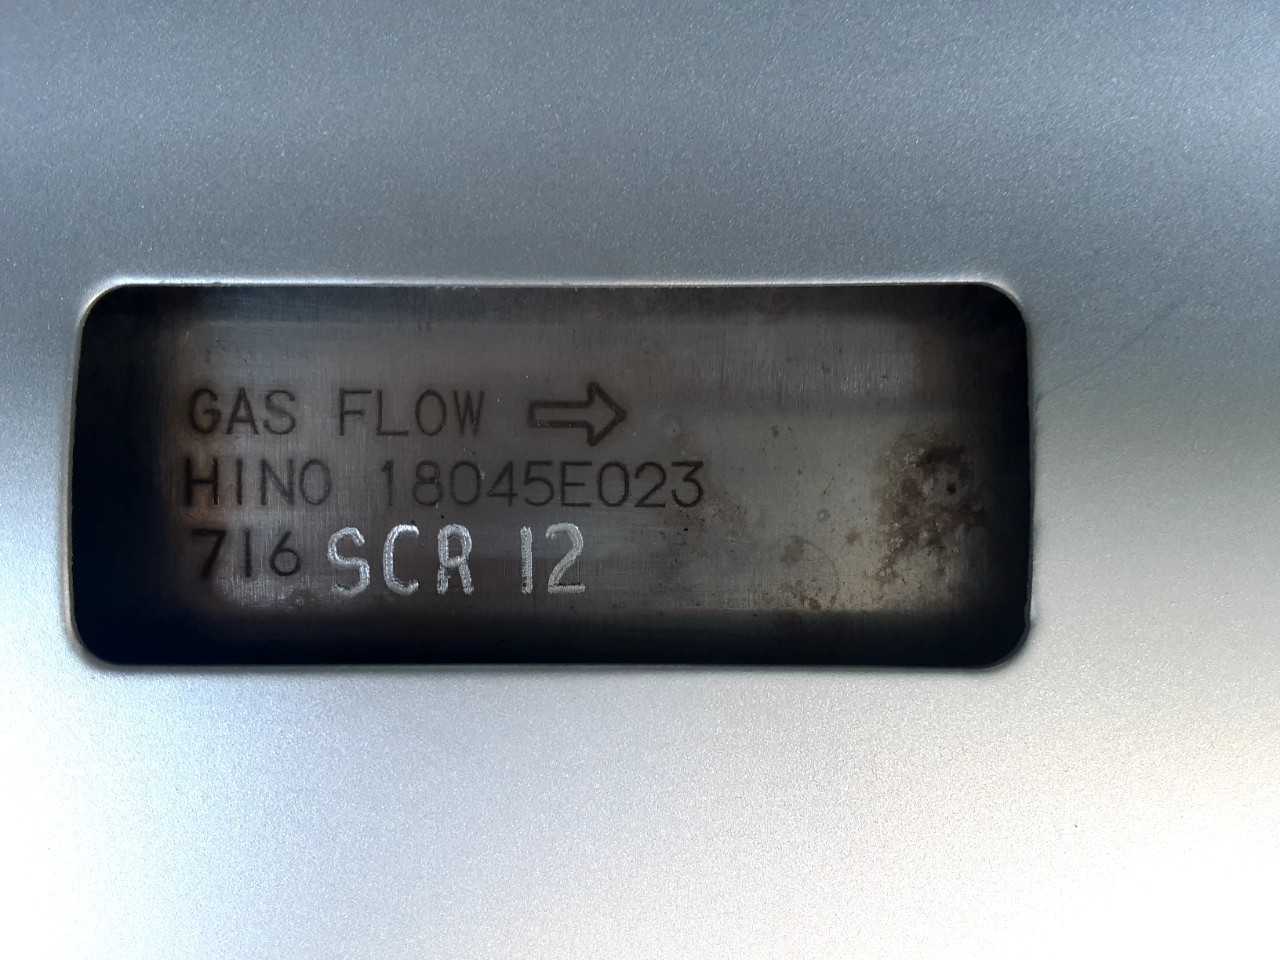 GAS FLOW ⇨
HINO 18045E023
716 SCR 12